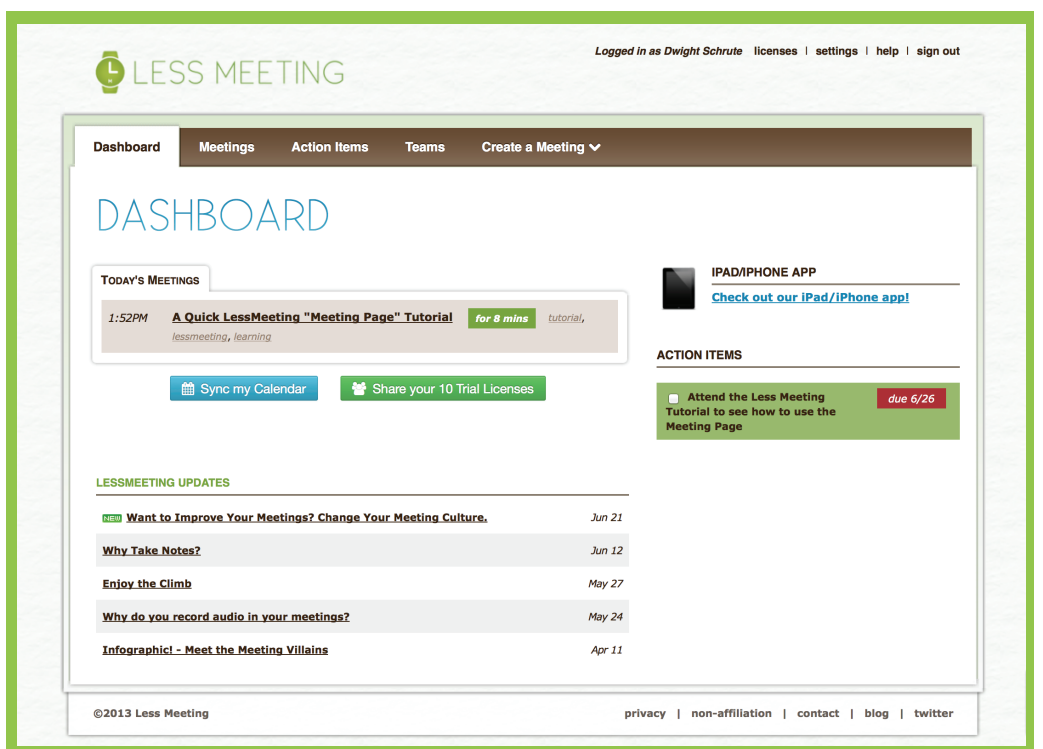 LESS MEETING
Logged in as Dwight Schrute licenses | settings | help | sign out
Dashboard Meetings Action Items Teams Create a Meeting
DASHBOARD
TODAY'S MEETINGS
1:52PM A Quick LessMeeting "Meeting Page" Tutorial for 8 mins tutorial,
lessmeeting, learning
Sync my Calendar Share your 10 Trial Licenses
IPAD/IPHONE APP
Check out our iPad/iPhone app!
ACTION ITEMS
Attend the Less Meeting due 6/26
Tutorial to see how to use the
Meeting Page
LESSMEETING UPDATES
NEW Want to Improve Your Meetings? Change Your Meeting Culture. Jun 21
Why Take Notes? Jun 12
Enjoy the Climb May 27
Why do you record audio in your meetings? May 24
Infographic! - Meet the Meeting Villains Apr 11
©2013 Less Meeting privacy | non-affiliation | contact | blog | twitter